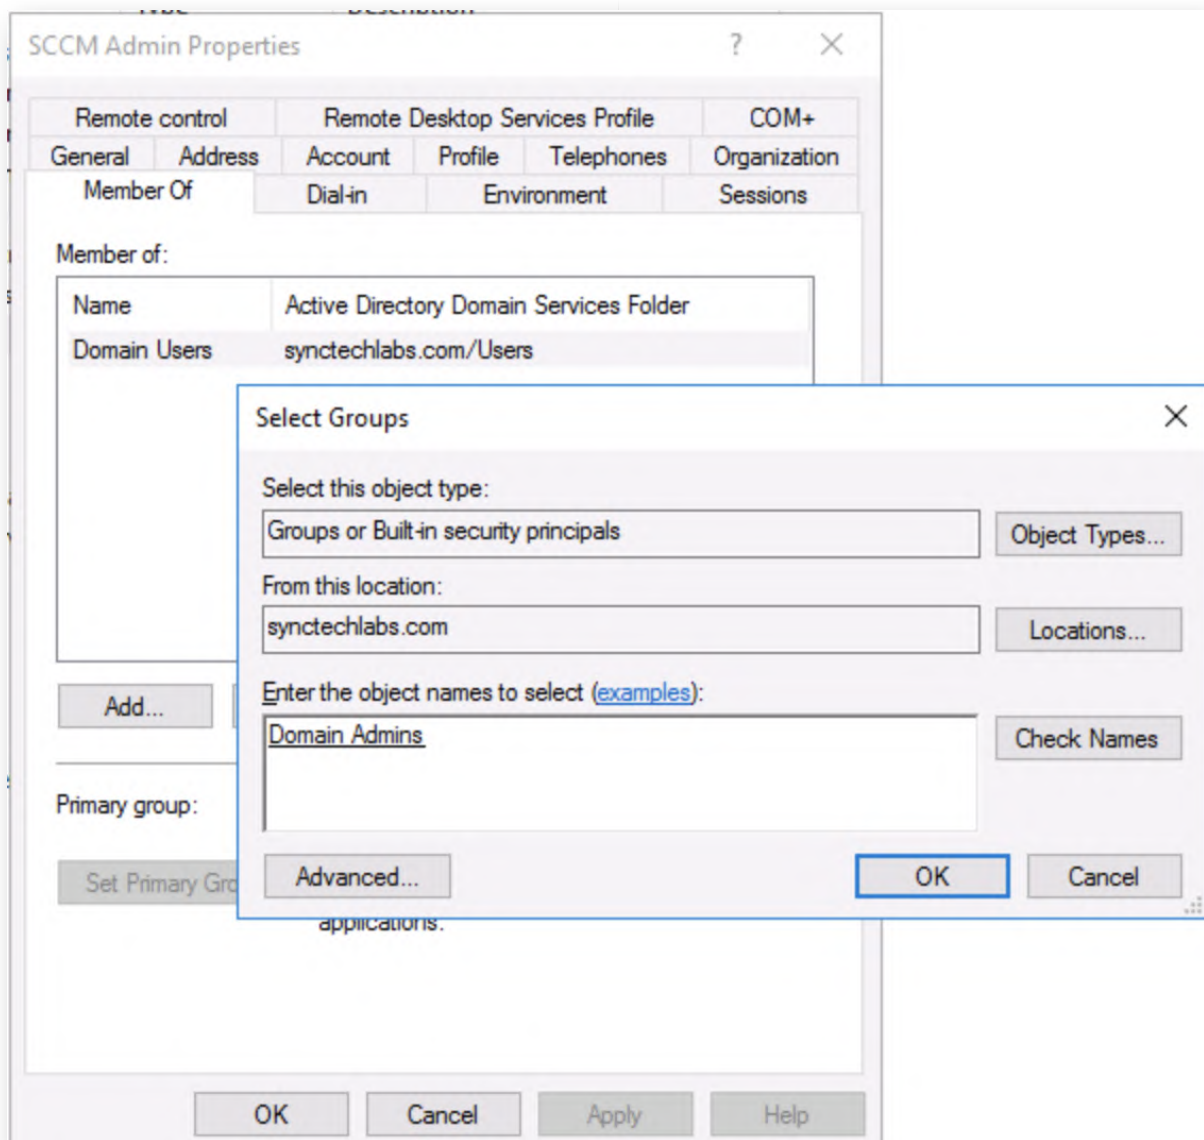 SCCM Admin Properties
Remote control Remote Desktop Services Profile COM+
General Address Account Profile Telephones Organization
Member Of Dial-in Environment Sessions
Member of:
Name Active Directory Domain Services Folder
Domain Users synctechlabs.com/Users
Select Groups
Select this object type:
Groups or Built-in security principals Object Types...
From this location:
synctechlabs.com Locations...
Enter the object names to select (examples):
Add...
Domain Admins Check Names
Primary group:
Set Primary Gro
Advanced... OK Cancel
applications.
OK Cancel Apply Help